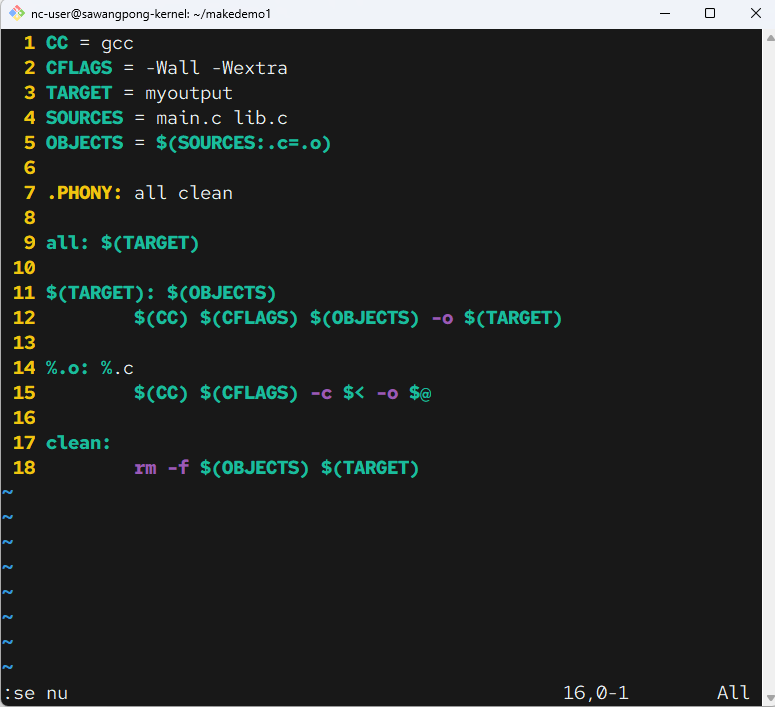 nc-user@sawangpong-kernel: ~/makedemo1
1 CC = gcc
2 CFLAGS = -Wall -Wextra
3 TARGET = myoutput
4 SOURCES = main.c lib.c
5 OBJECTS = $(SOURCES:.c=.o)
6
7 .PHONY: all clean
8
9 all: $(TARGET)
10
11 $(TARGET): $(OBJECTS)
12         $(CC) $(CFLAGS) $(OBJECTS) -o $(TARGET)
13
14 %.o: %.c
15         $(CC) $(CFLAGS) -c $< -o $@
16
17 clean:
18         rm -f $(OBJECTS) $(TARGET)
~
~
~
~
~
~
~
~
:se nu 16,0-1 All